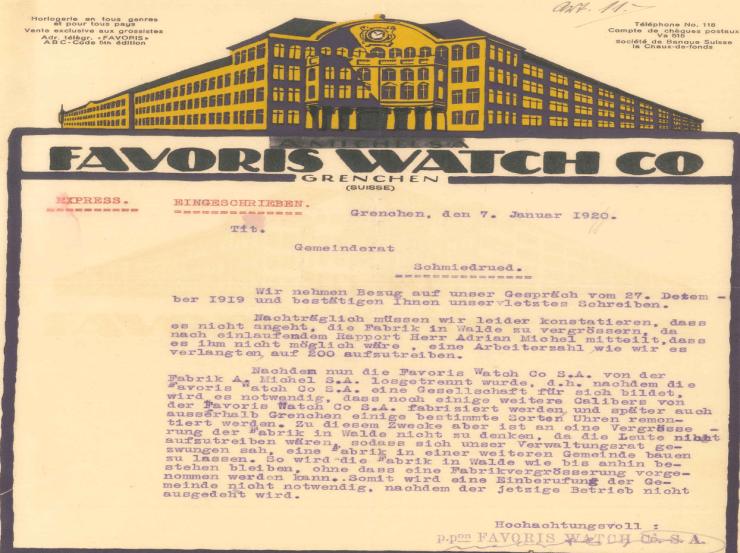 Art. 11.-
Horlogerie en tous genres
et pour tous pays
Vente exclusive aux grossistes
Adr. télégr. «FAVORIS»
ABC-Code 5th édition
Téléphone No. 118
Compte de chèques postaux
Va 515
Société de Banque Suisse
la Chaux-de-fonds
A. MICHEL S.A
FAVORIS WATCH CO
GRENCHEN
(SUISSE)
EXPRESS. EINGESCHRIEBEN.
Grenchen, den 7. Januar 1920.
Tit.
Gemeinderat
Schmiedrued.
Wir nehmen Bezug auf unser Gespräch vom 27. Dezem-
ber 1919 und bestätigen Ihnen unser letztes Schreiben.
Nachträglich müssen wir leider konstatieren, dass
es nicht angeht, die Fabrik in Walde zu vergrössern, da
nach einlaufendem Rapport Herr Adrian Michel mitteilt, dass
es ihm nicht möglich wäre , eine Arbeiterzahl wie wir es
verlangten, auf 200 aufzutreiben.
Nachdem nun die Favoris Watch Co S.A. von der
Fabrik A. Michel S.A. losgetrennt wurde, d.h. nachdem die
Favoris Watch Co S.A. eine Gesellschaft für sich bildet,
wird es notwendig, dass noch einige weitere Calibers von
der Favoris Watch Co S.A. fabrisiert werden und später auch
ausserhalb Grenchen einige bestimmte Sorten Uhren remon-
tiert werden. Zu diesem Zwecke aber ist an eine Vergrösse -
rung der Fabrik in Walde nicht zu denken, da die Leute nicht
aufzutreiben wären, sodass sich unser Verwaltungsrat ge-
zwungen sah, eine Fabrik in einer weiteren Gemeinde bauen
zu lassen. So wird die Fabrik in Walde wie bis anhin be-
stehen bleiben, ohne dass eine Fabrikvergrösserung vorge-
nommen werden kann. Somit wird eine Einberufung der Ge-
meinde nicht notwendig, nachdem der jetzige Betrieb nicht
ausgedeht wird.
Hochachtungsvoll :
p.pon FAVORIS WATCH Co. S. A.